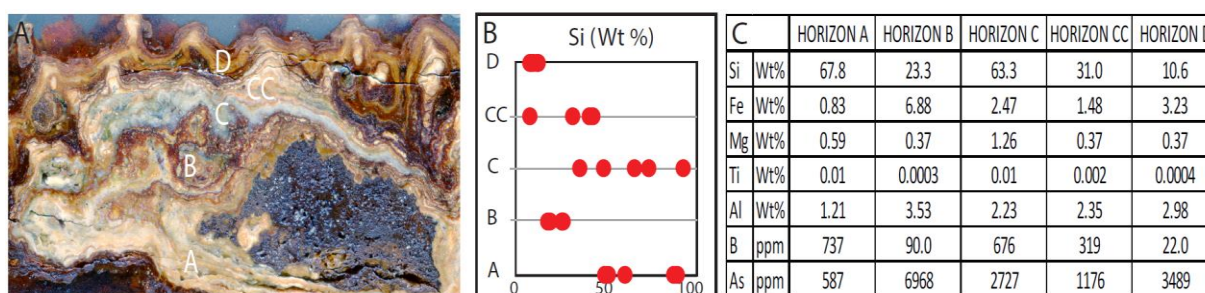 A
D
CC
C
B
A
B
Si (Wt %)
D
CC
C
B
A
0 50 100
C HORIZON A HORIZON B HORIZON C HORIZON CC HORIZON D
Si Wt% 67.8 23.3 63.3 31.0 10.6
Fe Wt% 0.83 6.88 2.47 1.48 3.23
Mg Wt% 0.59 0.37 1.26 0.37 0.37
Ti Wt% 0.01 0.0003 0.01 0.002 0.0004
Al Wt% 1.21 3.53 2.23 2.35 2.98
B ppm 737 90.0 676 319 22.0
As ppm 587 6968 2727 1176 3489